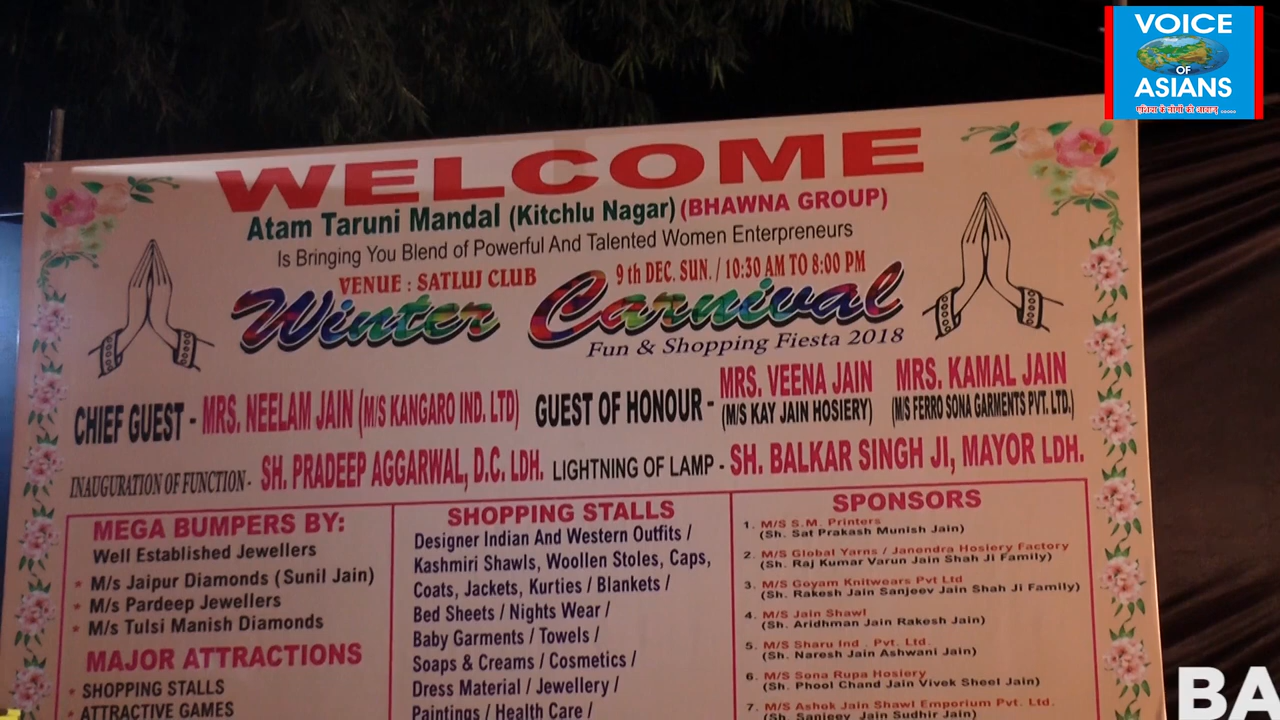 VOICE
OF
ASIANS
एशिया के लोगों की आवाज़ .....
WELCOME
Atam Taruni Mandal (Kitchlu Nagar) (BHAWNA GROUP)
Is Bringing You Blend of Powerful And Talented Women Enterpreneurs
VENUE : SATLUJ CLUB 9 th DEC. SUN. / 10:30 AM TO 8:00 PM
Winter Carnival
Fun & Shopping Fiesta 2018
CHIEF GUEST - MRS. NEELAM JAIN (M/S KANGARO IND. LTD) GUEST OF HONOUR - MRS. VEENA JAIN MRS. KAMAL JAIN
(M/S KAY JAIN HOSIERY) (M/S FERRO SONA GARMENTS PVT. LTD.)
INAUGURATION OF FUNCTION - SH. PRADEEP AGGARWAL, D.C. LDH. LIGHTNING OF LAMP - SH. BALKAR SINGH JI, MAYOR LDH.
MEGA BUMPERS BY:
Well Established Jewellers
* M/s Jaipur Diamonds (Sunil Jain)
* M/s Pardeep Jewellers
* M/s Tulsi Manish Diamonds
MAJOR ATTRACTIONS
* SHOPPING STALLS
* ATTRACTIVE GAMES
SHOPPING STALLS
Designer Indian And Western Outfits /
Kashmiri Shawls, Woollen Stoles, Caps,
Coats, Jackets, Kurties / Blankets /
Bed Sheets / Nights Wear /
Baby Garments / Towels /
Soaps & Creams / Cosmetics /
Dress Material / Jewellery /
Paintings / Health Care /
SPONSORS
1. M/S S.M. Printers
(Sh. Sat Prakash Munish Jain)
2. M/S Global Yarns / Janendra Hosiery Factory
(Sh. Raj Kumar Varun Jain Shah Ji Family)
3. M/S Goyam Knitwears Pvt Ltd
(Sh. Rakesh Jain Sanjeev Jain Shah Ji Family)
4. M/S Jain Shawl
(Sh. Aridhman Jain Rakesh Jain)
5. M/S Sharu Ind . Pvt. Ltd.
(Sh. Naresh Jain Ashwani Jain)
6. M/S Sona Rupa Hosiery
(Sh. Phool Chand Jain Vivek Sheel Jain)
7. M/S Ashok Jain Shawl Emporium Pvt. Ltd.
(Sh. Sanjeev Jain Sudhir Jain)
BA